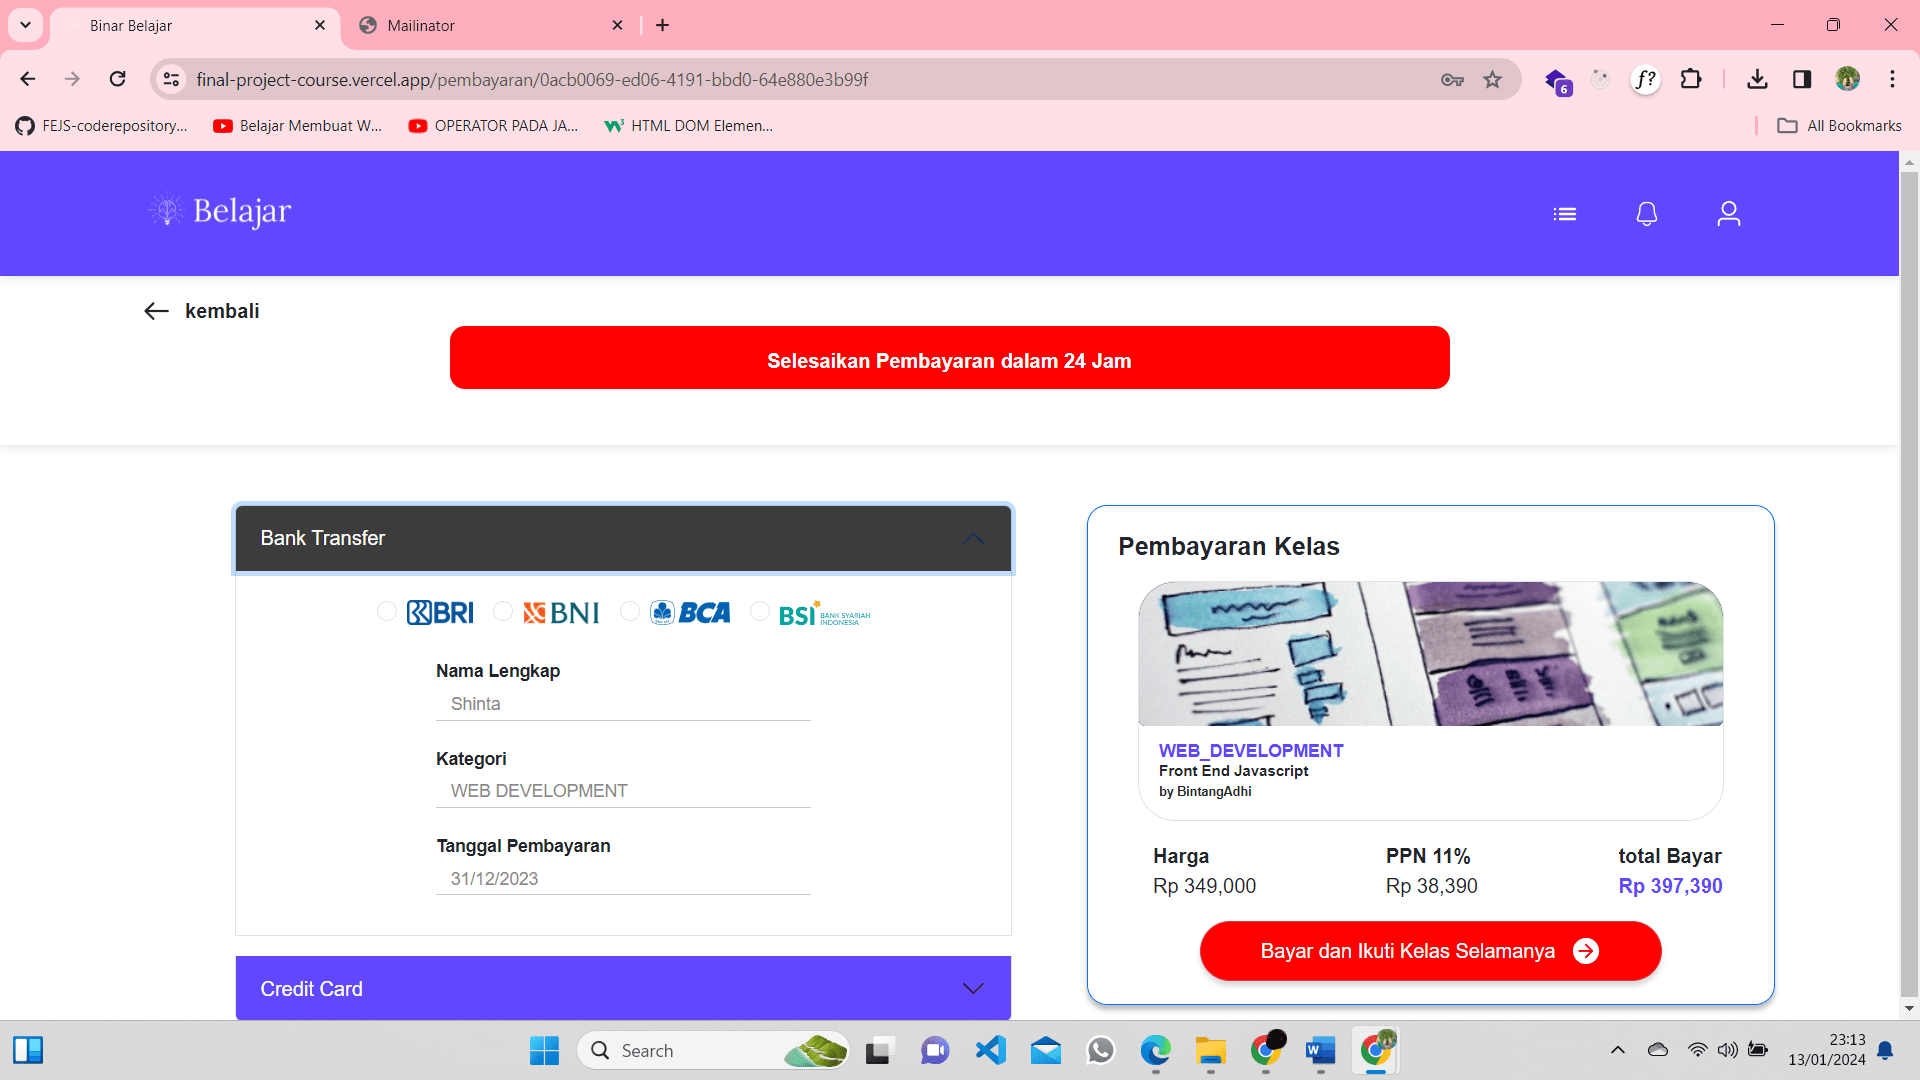 Binar Belajar
Mailinator
final-project-course.vercel.app/pembayaran/0acb0069-ed06-4191-bbd0-64e880e3b99f
6
f?
FEJS-coderepository...
Belajar Membuat W...
OPERATOR PADA JA...
HTML DOM Elemen...
All Bookmarks
Belajar
kembali
Selesaikan Pembayaran dalam 24 Jam
Bank Transfer
BRI
BNI
BCA
BSI BANK SYARIAH INDONESIA
Nama Lengkap
Shinta
Kategori
WEB DEVELOPMENT
Tanggal Pembayaran
31/12/2023
Credit Card
Pembayaran Kelas
WEB_DEVELOPMENT
Front End Javascript
by BintangAdhi
Harga
PPN 11%
total Bayar
Rp 349,000
Rp 38,390
Rp 397,390
Bayar dan Ikuti Kelas Selamanya
Search
23:13
13/01/2024